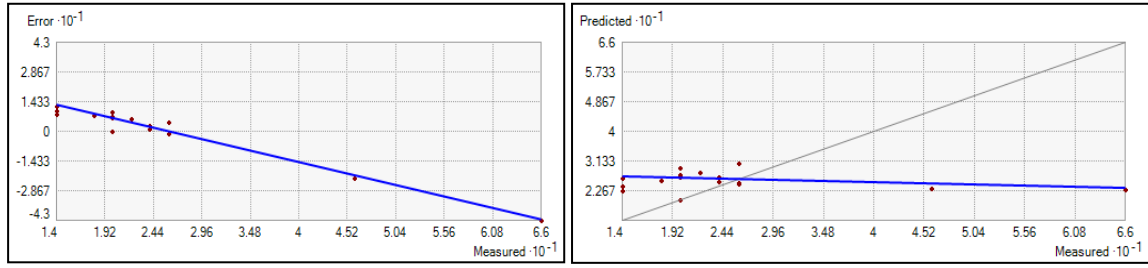 Error ·10⁻¹
4.3
2.867
1.433
0
-1.433
-2.867
-4.3
1.4 1.92 2.44 2.96 3.48 4 4.52 5.04 5.56 6.08 6.6
Measured ·10⁻¹
Predicted ·10⁻¹
6.6
5.733
4.867
4
3.133
2.267
1.4 1.92 2.44 2.96 3.48 4 4.52 5.04 5.56 6.08 6.6
Measured ·10⁻¹